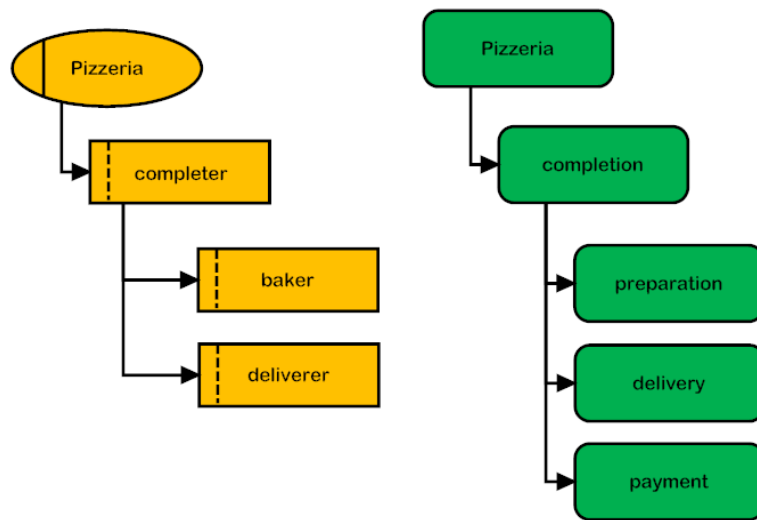 Pizzeria
completer
baker
deliverer
Pizzeria
completion
preparation
delivery
payment